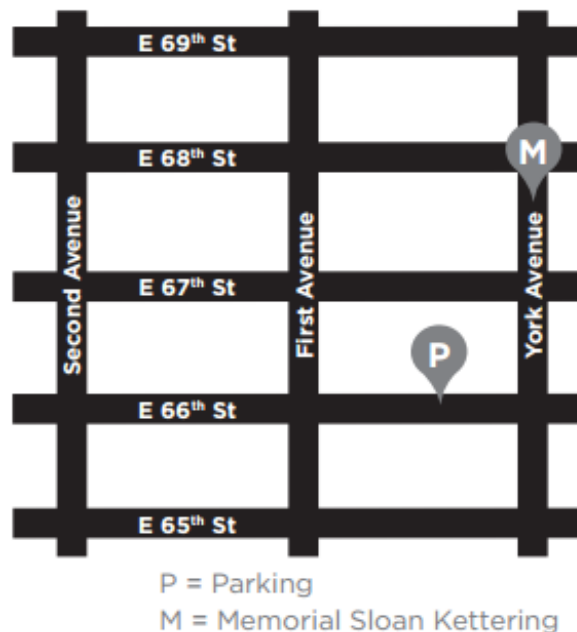 E 69th St
M
E 68th St
Second Avenue
First Avenue
York Avenue
E 67th St
P
E 66th St
E 65th St
P = Parking
M = Memorial Sloan Kettering